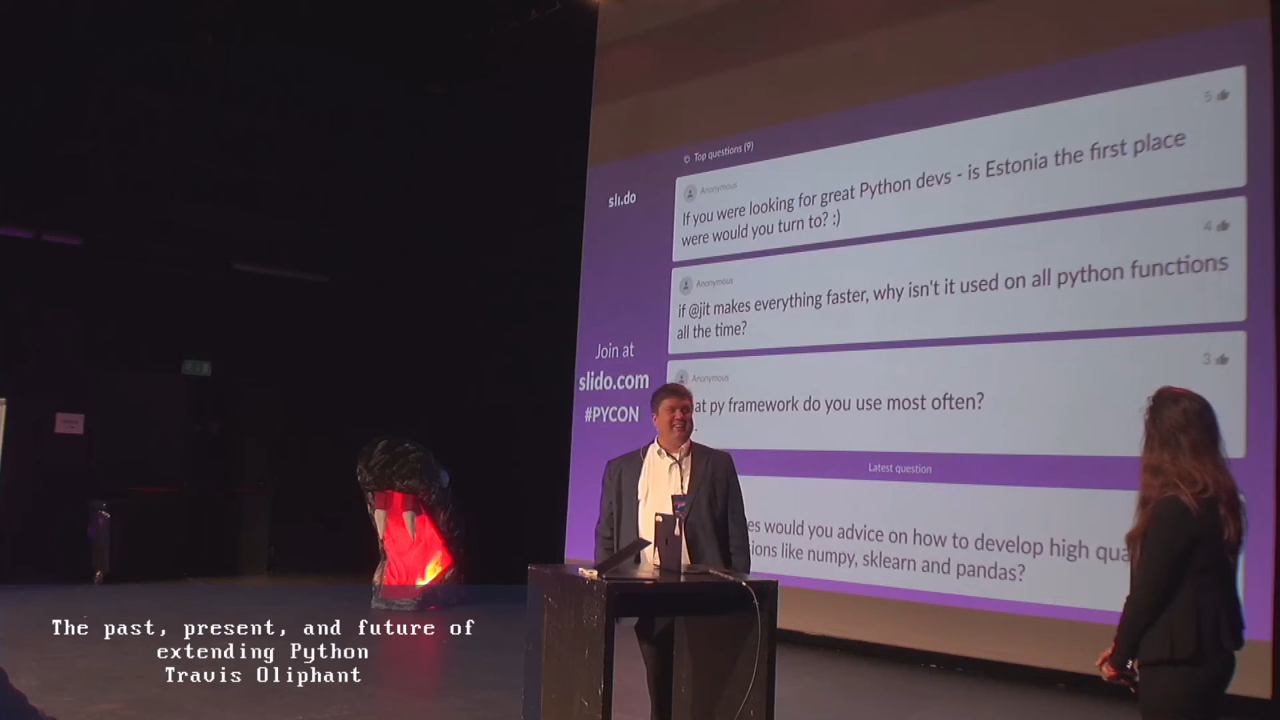 Top questions (9)
sli.do
5
Anonymous
If you were looking for great Python devs - is Estonia the first place
were would you turn to? :)
4
Anonymous
if @jit makes everything faster, why isn't it used on all python functions
all the time?
Join at
slido.com
#PYCON
3
Anonymous
at py framework do you use most often?
Latest question
es would you advice on how to develop high qua
ions like numpy, sklearn and pandas?
The past, present, and future of
extending Python
Travis Oliphant